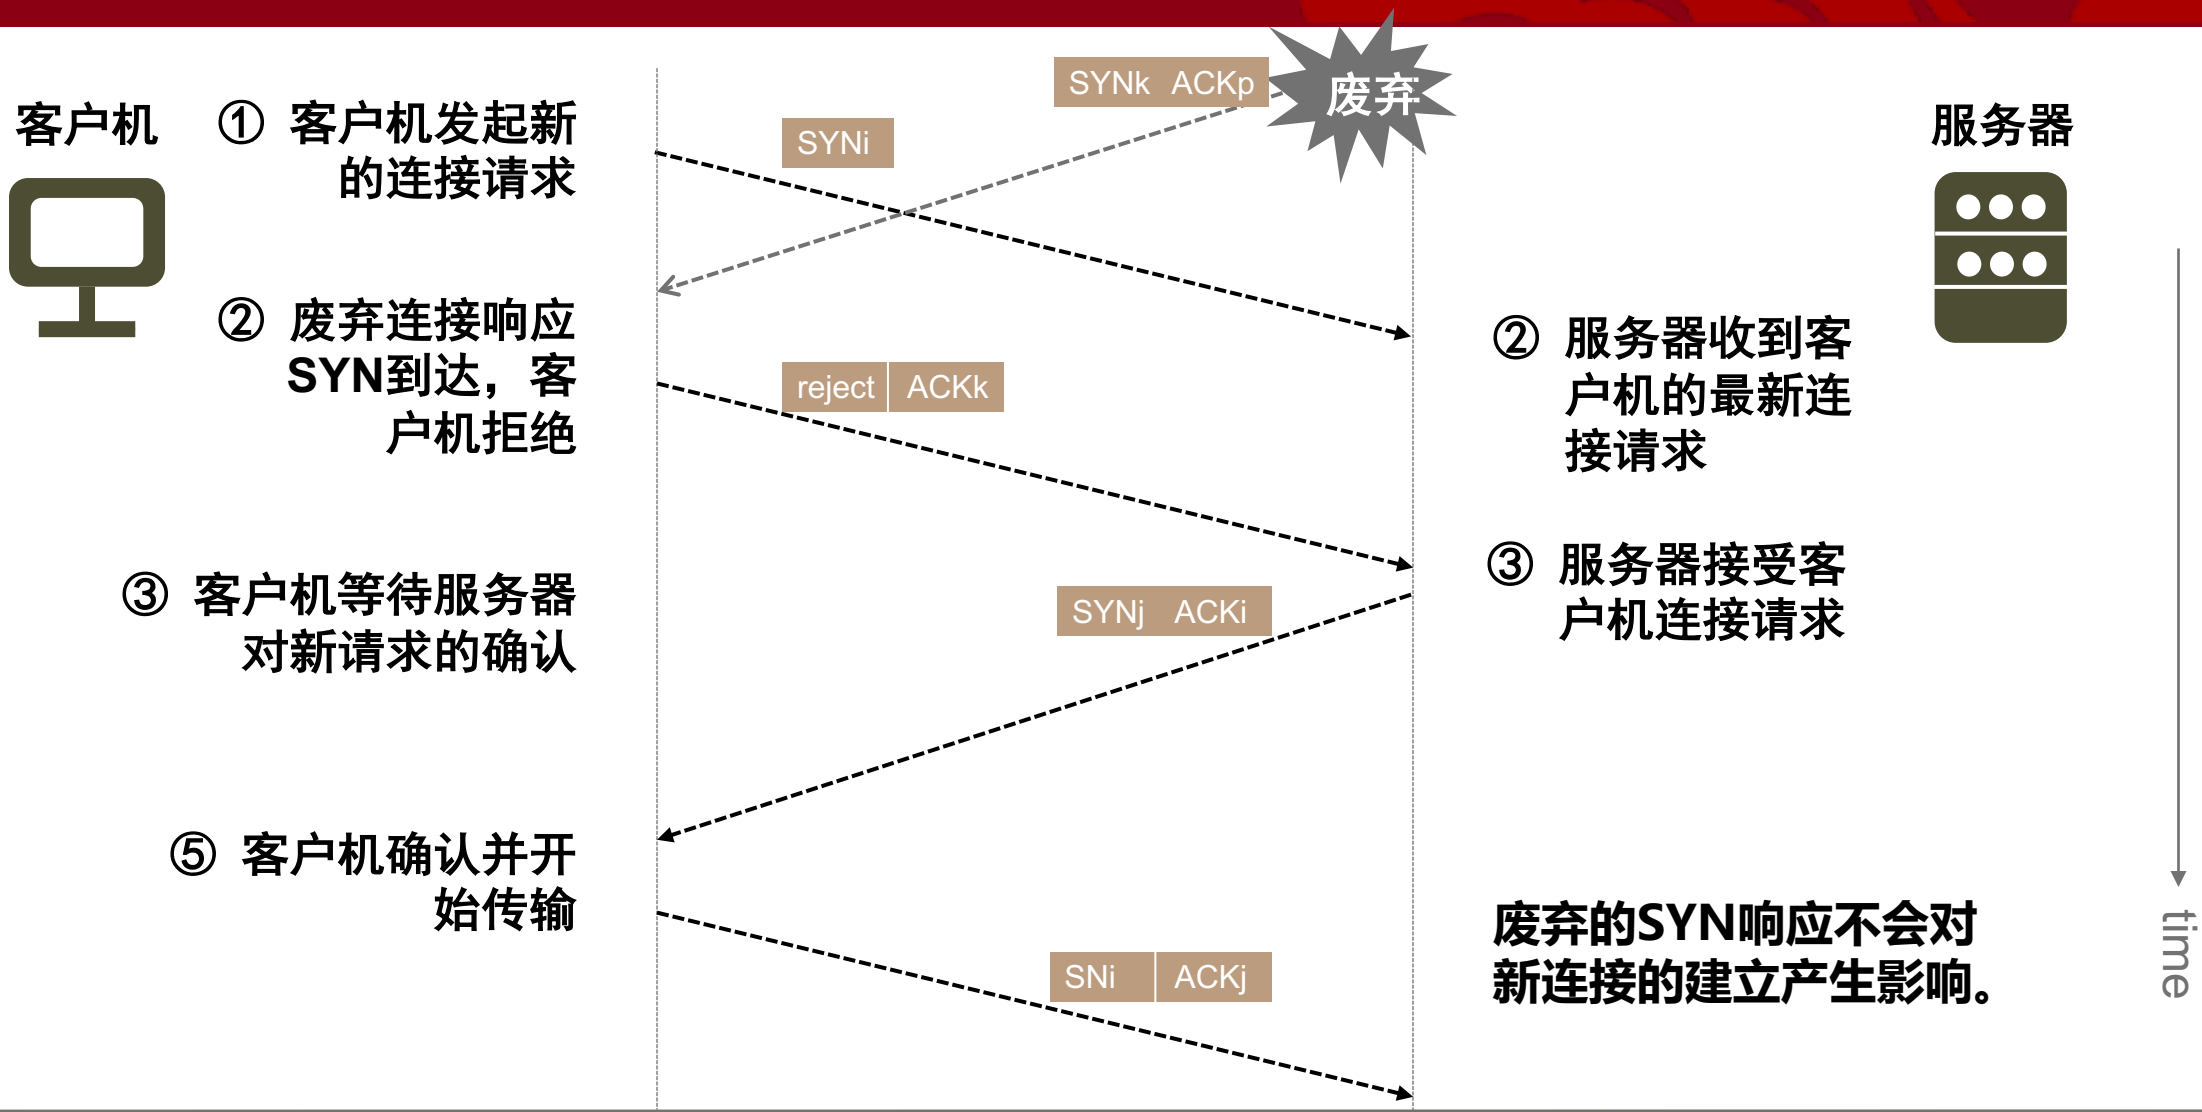 SYNk ACKp
废弃
客户机
① 客户机发起新
的连接请求
SYNi
服务器
② 废弃连接响应
SYN到达，客
户机拒绝
reject ACKk
② 服务器收到客
户机的最新连
接请求
③ 客户机等待服务器
对新请求的确认
SYNj ACKi
③ 服务器接受客
户机连接请求
⑤ 客户机确认并开
始传输
SNi ACKj
废弃的SYN响应不会对
新连接的建立产生影响。
time